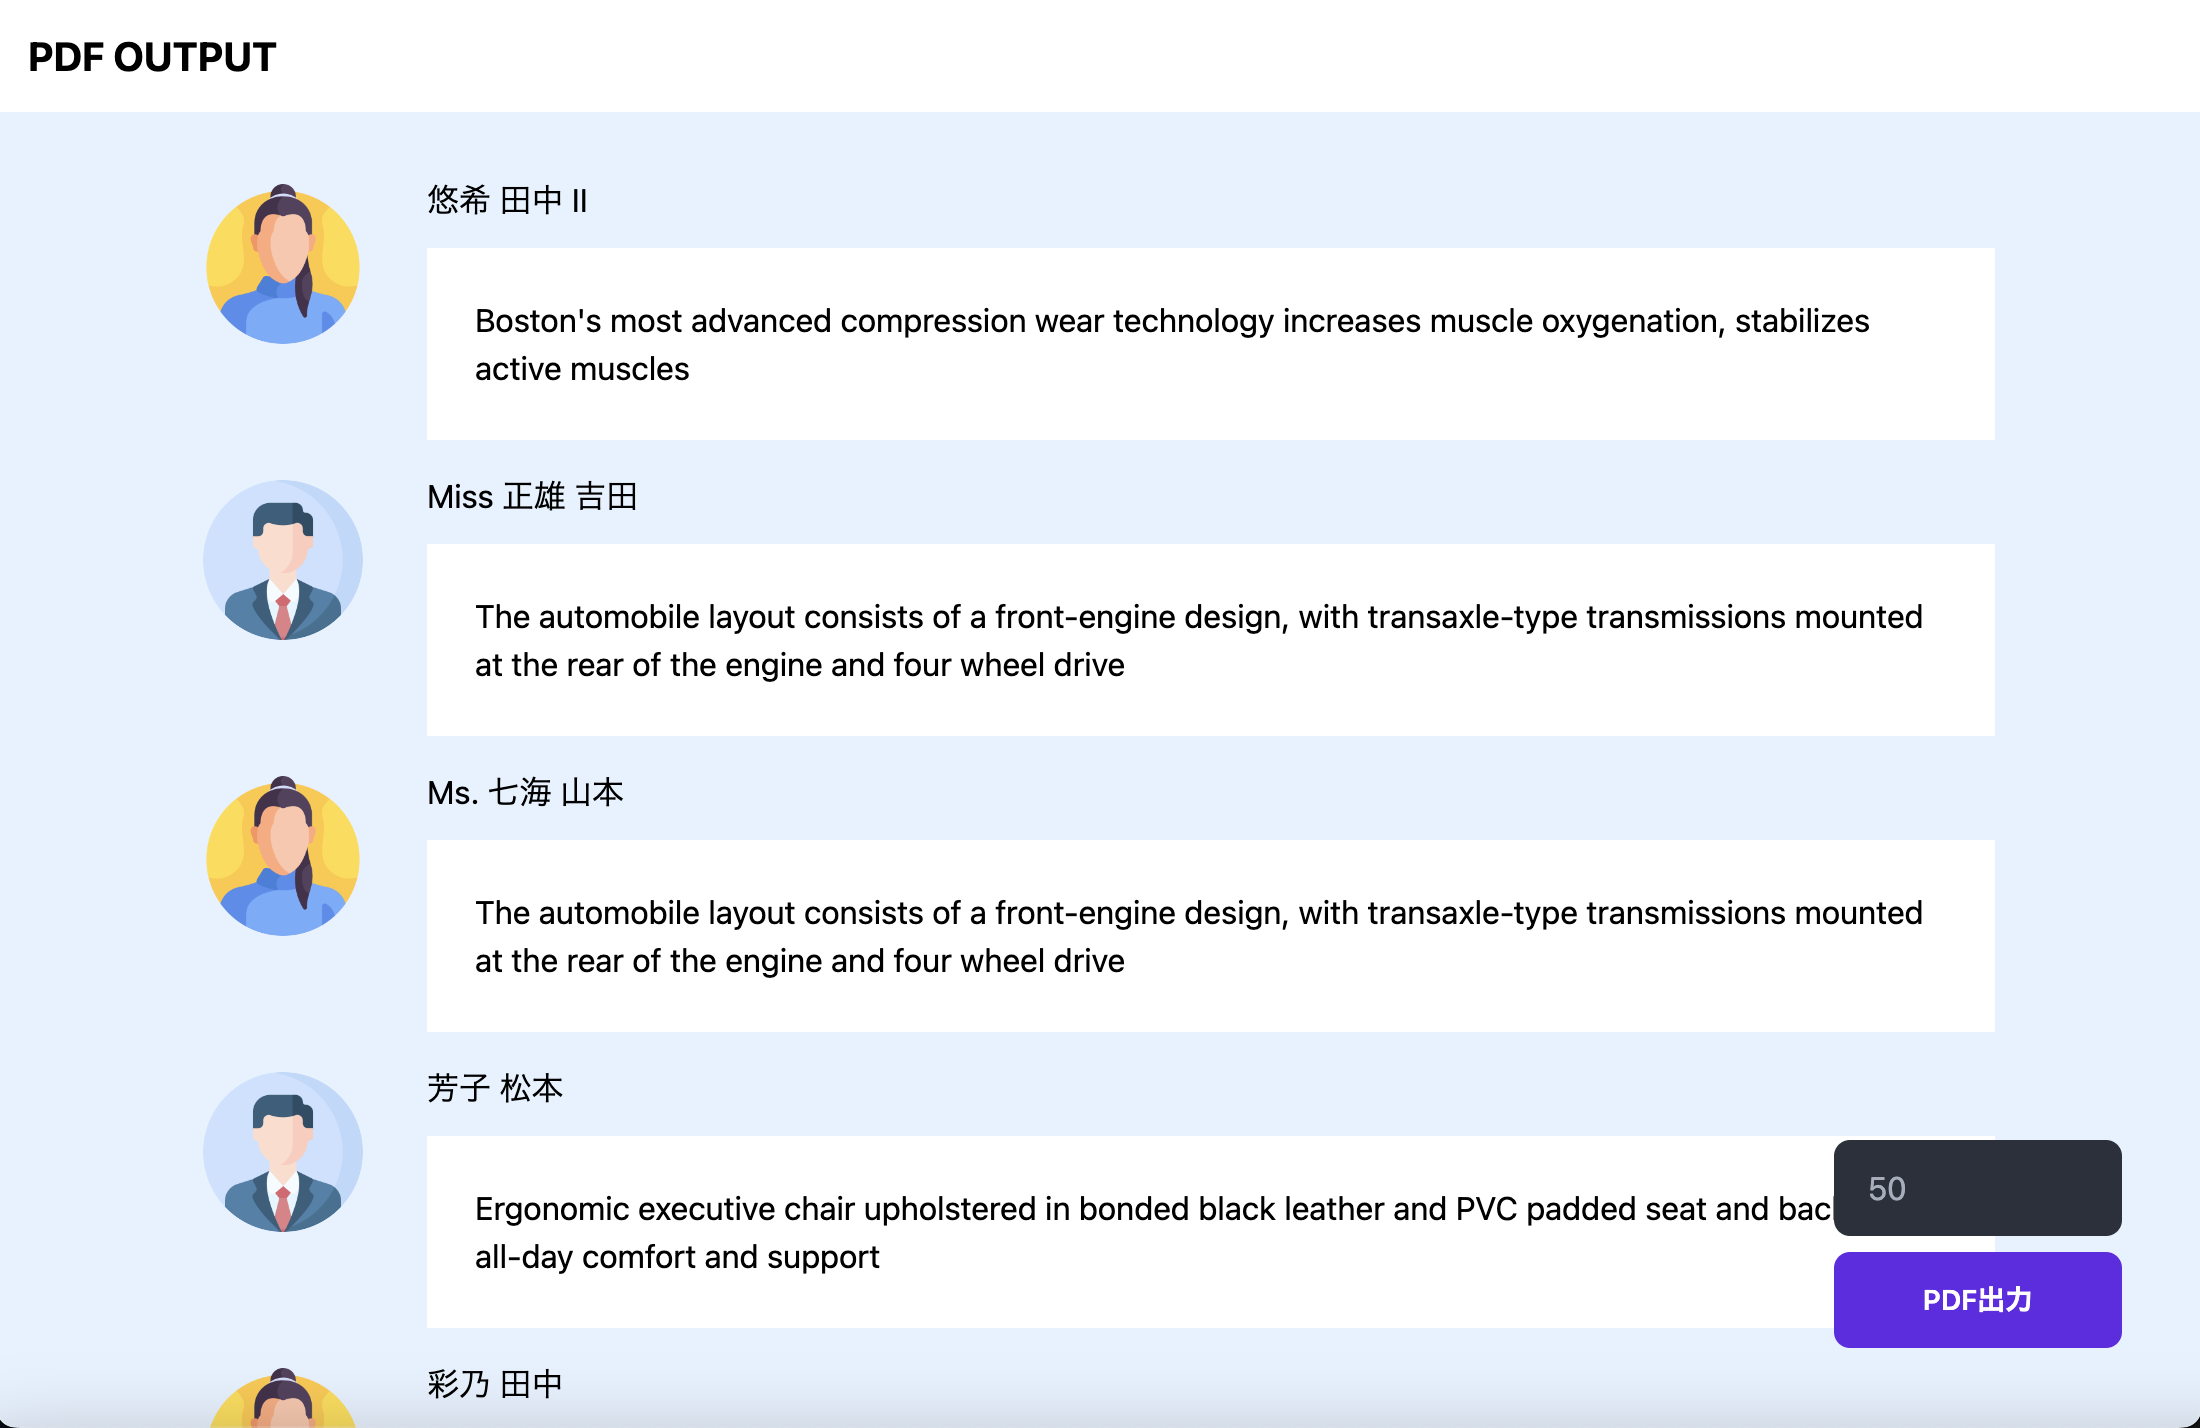 PDF OUTPUT
悠希 田中 II
Boston's most advanced compression wear technology increases muscle oxygenation, stabilizes
active muscles
Miss 正雄 吉田
The automobile layout consists of a front-engine design, with transaxle-type transmissions mounted
at the rear of the engine and four wheel drive
Ms. 七海 山本
The automobile layout consists of a front-engine design, with transaxle-type transmissions mounted
at the rear of the engine and four wheel drive
芳子 松本
Ergonomic executive chair upholstered in bonded black leather and PVC padded seat and
all-day comfort and support
50
PDF出力
彩乃 田中